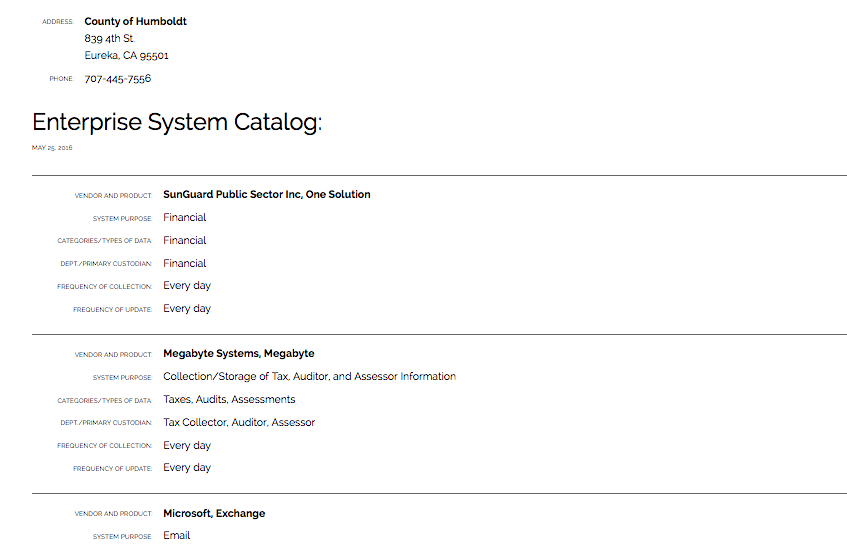 ADDRESS: County of Humboldt
839 4th St.
Eureka, CA 95501
PHONE: 707-445-7556
Enterprise System Catalog:
MAY 25, 2016
VENDOR AND PRODUCT: SunGuard Public Sector Inc, One Solution
SYSTEM PURPOSE: Financial
CATEGORIES/TYPES OF DATA: Financial
DEPT./PRIMARY CUSTODIAN: Financial
FREQUENCY OF COLLECTION: Every day
FREQUENCY OF UPDATE: Every day
VENDOR AND PRODUCT: Megabyte Systems, Megabyte
SYSTEM PURPOSE: Collection/Storage of Tax, Auditor, and Assessor Information
CATEGORIES/TYPES OF DATA: Taxes, Audits, Assessments
DEPT./PRIMARY CUSTODIAN: Tax Collector, Auditor, Assessor
FREQUENCY OF COLLECTION: Every day
FREQUENCY OF UPDATE: Every day
VENDOR AND PRODUCT: Microsoft, Exchange
SYSTEM PURPOSE: Email